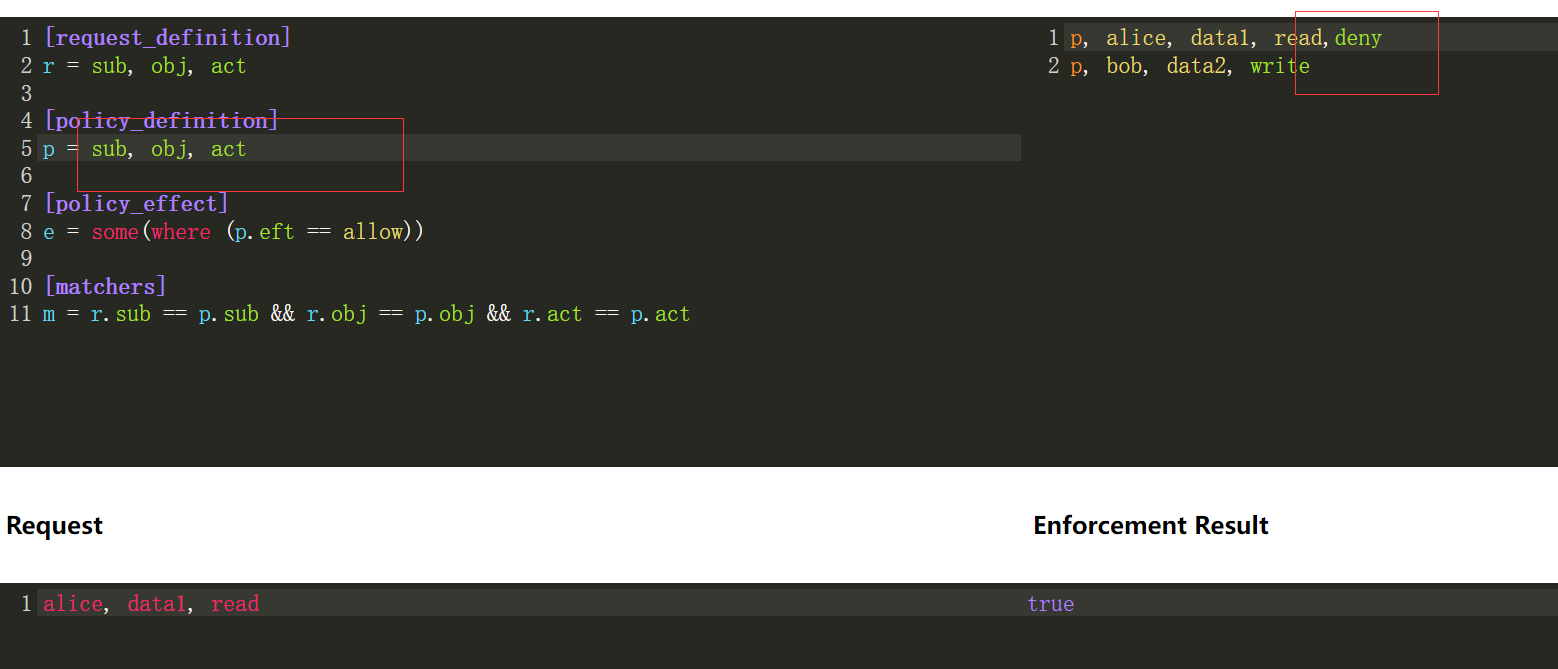 1 [request_definition]
2 r = sub, obj, act
3
4 [policy_definition]
5 p = sub, obj, act
6
7 [policy_effect]
8 e = some(where (p.eft == allow))
9
10 [matchers]
11 m = r.sub == p.sub && r.obj == p.obj && r.act == p.act
1 p, alice, data1, read,deny
2 p, bob, data2, write
Request
Enforcement Result
1 alice, data1, read
true